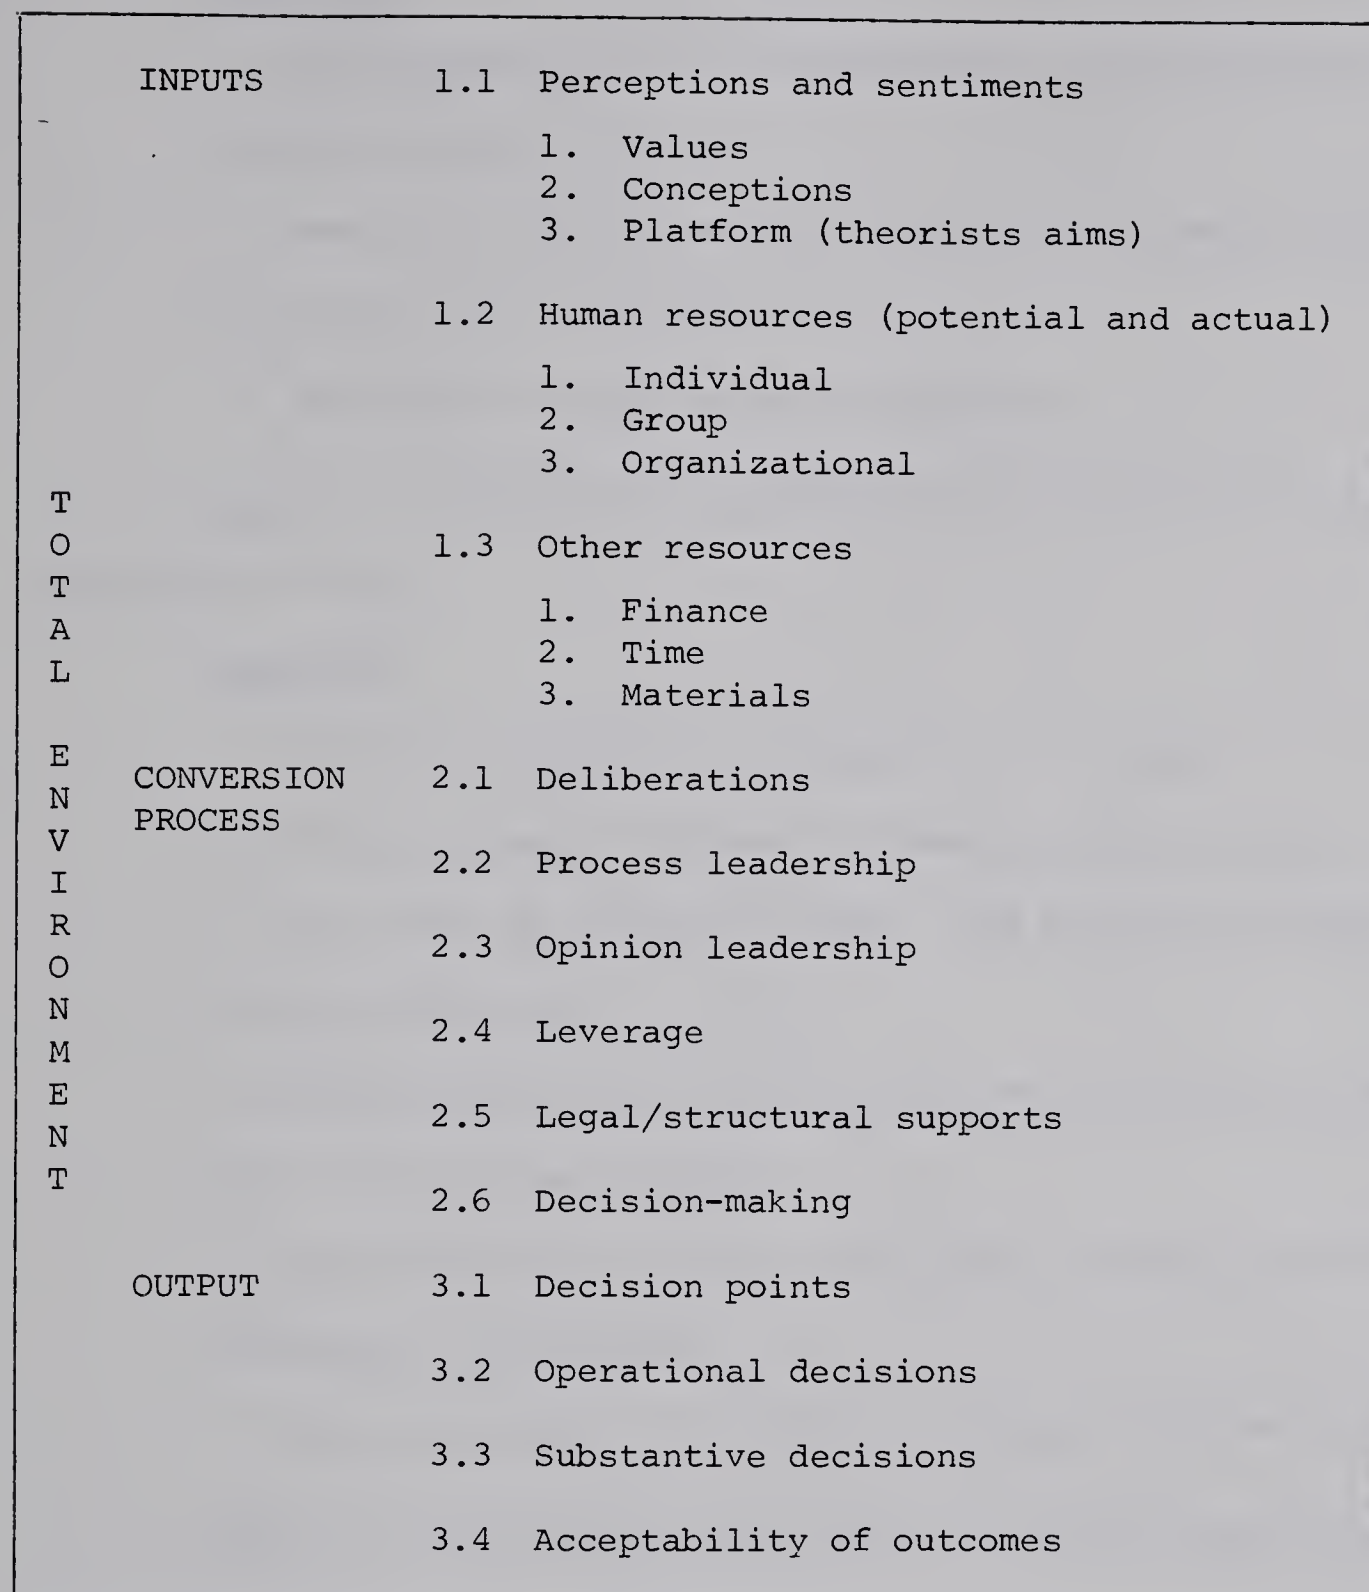 INPUTS 1.1 Perceptions and sentiments
1. Values
2. Conceptions
3. Platform (theorists aims)
1.2 Human resources (potential and actual)
1. Individual
2. Group
3. Organizational
1.3 Other resources
1. Finance
2. Time
3. Materials
TOTAL ENVIRONMENT
CONVERSION 2.1 Deliberations
PROCESS
2.2 Process leadership
2.3 Opinion leadership
2.4 Leverage
2.5 Legal/structural supports
2.6 Decision-making
OUTPUT 3.1 Decision points
3.2 Operational decisions
3.3 Substantive decisions
3.4 Acceptability of outcomes